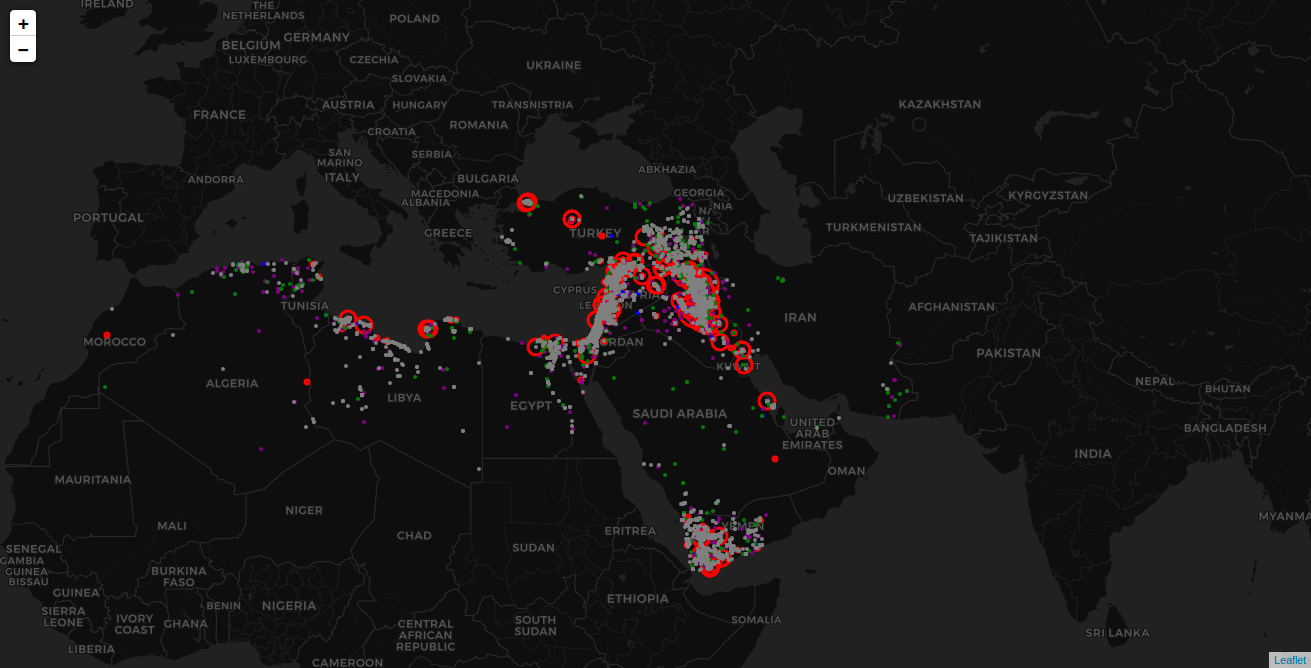 +
−
IRELAND
THE
NETHERLANDS
POLAND
BELGIUM
GERMANY
LUXEMBOURG
CZECHIA
UKRAINE
SLOVAKIA
FRANCE
AUSTRIA
HUNGARY
TRANSNISTRIA
KAZAKHSTAN
CROATIA
ROMANIA
SAN
MARINO
SERBIA
ITALY
ANDORRA
BULGARIA
ABKHAZIA
MACEDONIA
GEORGIA
ALBANIA
UZBEKISTAN
KYRGYZSTAN
PORTUGAL
GREECE
TURKEY
TURKMENISTAN
TAJIKISTAN
CYPRUS
TUNISIA
AFGHANISTAN
IRAN
MOROCCO
PAKISTAN
ALGERIA
LIBYA
EGYPT
KUWAIT
NEPAL
BHUTAN
SAUDI ARABIA
UNITED
ARAB
EMIRATES
BANGLADESH
INDIA
OMAN
MAURITANIA
NIGER
MALI
CHAD
SUDAN
ERITREA
YEMEN
MYANMA
SENEGAL
GAMBIA
GUINEA
BISSAU
BURKINA
FASO
GUINEA
BENIN
NIGERIA
ETHIOPIA
SIERRA
LEONE
IVORY
COAST
GHANA
CENTRAL
AFRICAN
REPUBLIC
SOUTH
SUDAN
SOMALIA
SRI LANKA
LIBERIA
CAMEROON
Leaflet